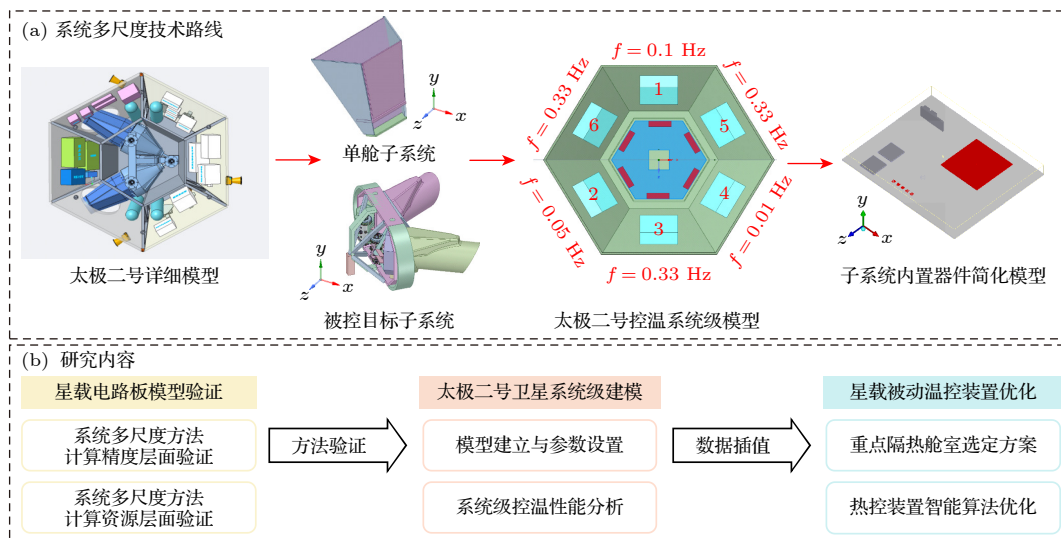 (a) 系统多尺度技术路线
f = 0.1 Hz
f = 0.33 Hz
f = 0.33 Hz
1
6
5
2
4
3
f = 0.05 Hz
f = 0.01 Hz
f = 0.33 Hz
y
x
z
单舱子系统
y
x
z
被控目标子系统
太极二号详细模型
太极二号控温系统级模型
y
x
z
子系统内置器件简化模型
(b) 研究内容
星载电路板模型验证
系统多尺度方法
计算精度层面验证
系统多尺度方法
计算资源层面验证
方法验证
太极二号卫星系统级建模
模型建立与参数设置
系统级控温性能分析
数据插值
星载被动温控装置优化
重点隔热舱室选定方案
热控装置智能算法优化